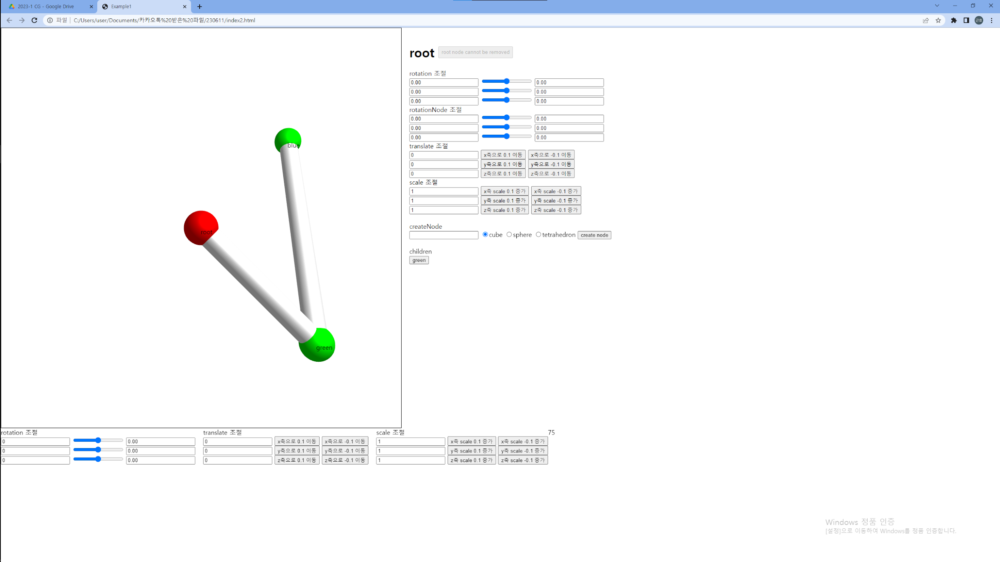 2023-1 CG - Google Drive
Example1
파일
C:/Users/user/Documents/카카오톡%20받은%20파일/230611/index2.html
근호
blue
root
green
root
root node cannot be removed
rotation 조절
0.00 0.00
0.00 0.00
0.00 0.00
rotationNode 조절
0.00 0.00
0.00 0.00
0.00 0.00
translate 조절
0 x축으로 0.1 이동 x축으로 -0.1 이동
0 y축으로 0.1 이동 y축으로 -0.1 이동
0 z축으로 0.1 이동 z축으로 -0.1 이동
scale 조절
1 x축 scale 0.1 증가 x축 scale -0.1 증가
1 y축 scale 0.1 증가 y축 scale -0.1 증가
1 z축 scale 0.1 증가 z축 scale -0.1 증가
createNode
cube sphere tetrahedron create node
children
green
rotation 조절 translate 조절 scale 조절 75
0 0.00 0 x축으로 0.1 이동 x축으로 -0.1 이동 1 x축 scale 0.1 증가 x축 scale -0.1 증가
0 0.00 0 y축으로 0.1 이동 y축으로 -0.1 이동 1 y축 scale 0.1 증가 y축 scale -0.1 증가
0 0.00 0 z축으로 0.1 이동 z축으로 -0.1 이동 1 z축 scale 0.1 증가 z축 scale -0.1 증가
Windows 정품 인증
[설정]으로 이동하여 Windows를 정품 인증합니다.